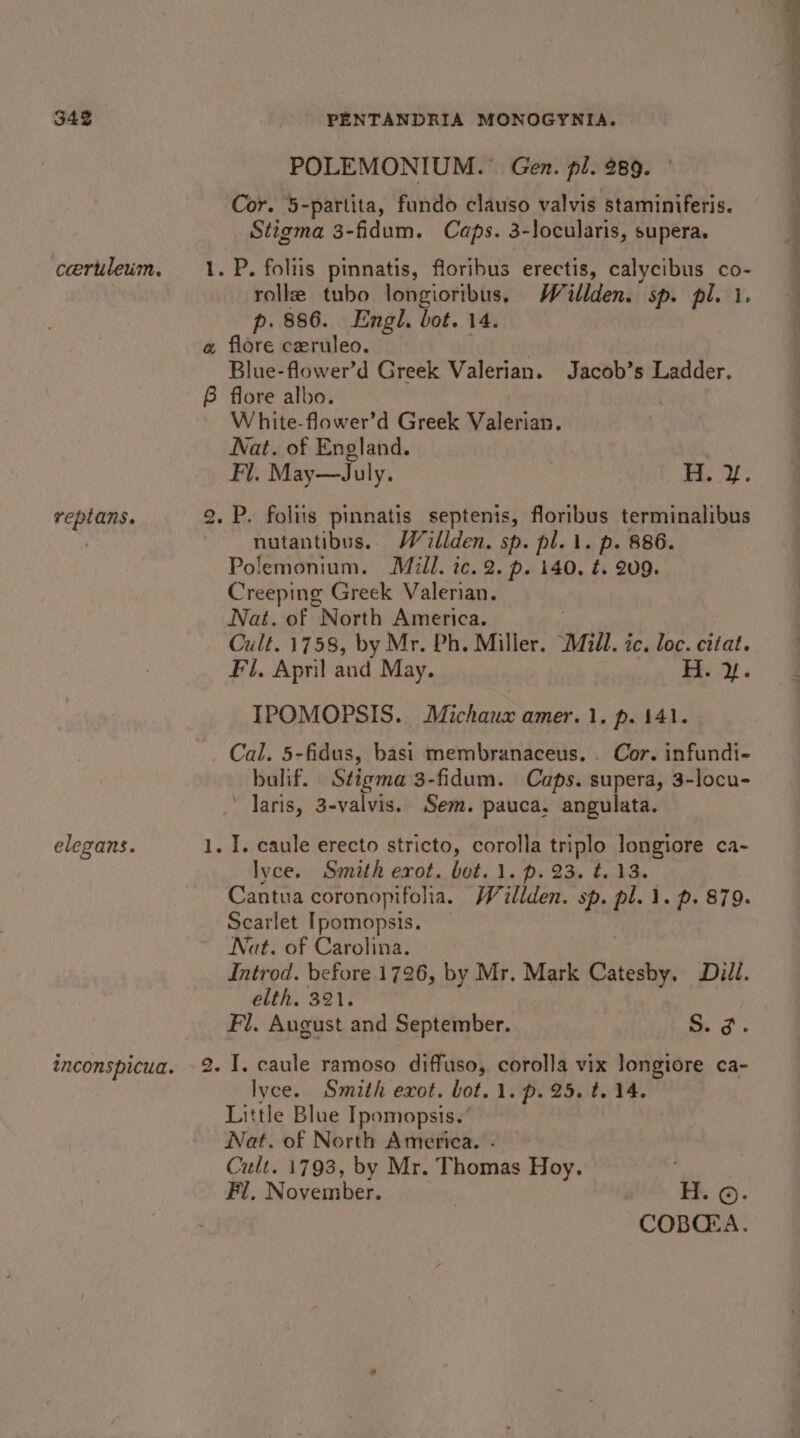 342 PENTANDRIA MONOGYNIA.
POLEMONIUM. Gen. pl. 289.
Cor. 5-partita, fundo clauso valvis staminiferis.
Stigma 3-fidum. Caps. 3-locularis, supera.
cæruleum. 1. P. foliis pinnatis, floribus erectis, calycibus co-
rollæ tubo longioribus. Willden. sp. pl. 1.
p. 886. Engl. bot. 14.
α flore cæruleo.
Blue-flower'd Greek Valerian. Jacob's Ladder.
β flore albo.
White-flower'd Greek Valerian.
Nat. of England.
Fl. May—July. H. ♃.
reptans. 2. P. foliis pinnatis septenis, floribus terminalibus
nutantibus. Willden. sp. pl. 1. p. 886.
Polemonium. Mill. ic. 2. p. 140. t. 209.
Creeping Greek Valerian.
Nat. of North America.
Cult. 1758, by Mr. Ph. Miller. Mill. ic. loc. citat.
Fl. April and May. H. ♃.
IPOMOPSIS. Michaux amer. 1. p. 141.
Cal. 5-fidus, basi membranaceus. Cor. infundi-
bulif. Stigma 3-fidum. Caps. supera, 3-locu-
laris, 3-valvis. Sem. pauca, angulata.
elegans. 1. I. caule erecto stricto, corolla triplo longiore ca-
lyce. Smith exot. bot. 1. p. 23. t. 13.
Cantua coronopifolia. Willden. sp. pl. 1. p. 879.
Scarlet Ipomopsis.
Nat. of Carolina.
Introd. before 1726, by Mr. Mark Catesby. Dill.
elth. 321.
Fl. August and September. S. ♂.
inconspicua. 2. I. caule ramoso diffuso, corolla vix longiore ca-
lyce. Smith exot. bot. 1. p. 25. t. 14.
Little Blue Ipomopsis.
Nat. of North America.
Cult. 1793, by Mr. Thomas Hoy.
Fl. November. H. ☉.
COBŒA.